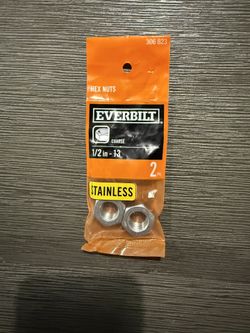 306 823
HEX NUTS
EVERBILT
COARSE
1/2 in - 13
2
STAINLESS